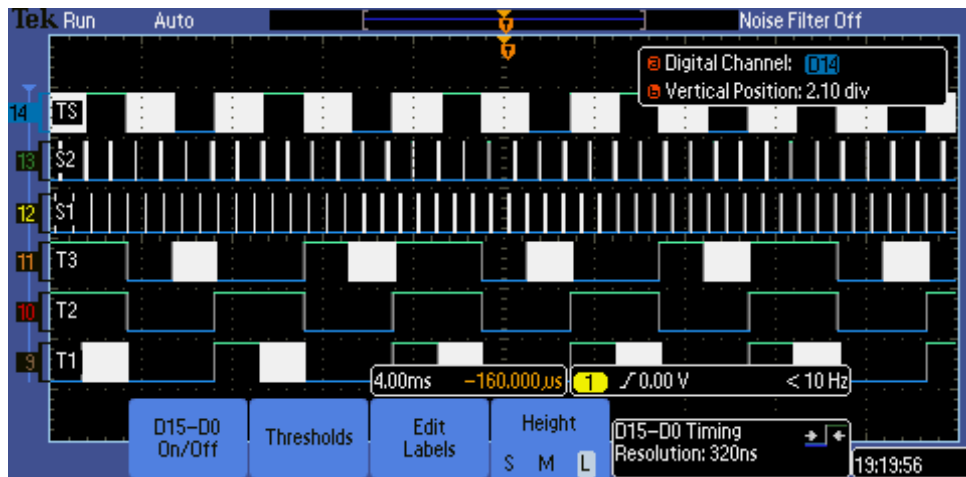 Tek Run Auto Noise Filter Off
T
T
a Digital Channel: D14
b Vertical Position: 2.10 div
14 TS
13 S2
12 S1
11 T3
10 T2
9 T1
4.00ms -160.000µs 1 0.00 V < 10 Hz
D15-D0 On/Off
Thresholds
Edit Labels
Height
S M L
D15-D0 Timing
Resolution: 320ns
19:19:56